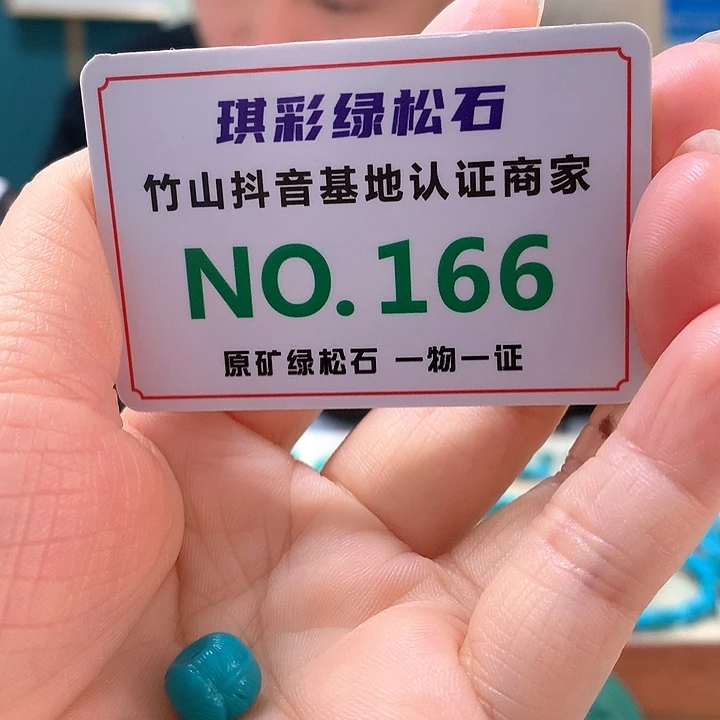 琪彩绿松石
竹山抖音基地认证商家
NO.166
原矿绿松石 一物一证